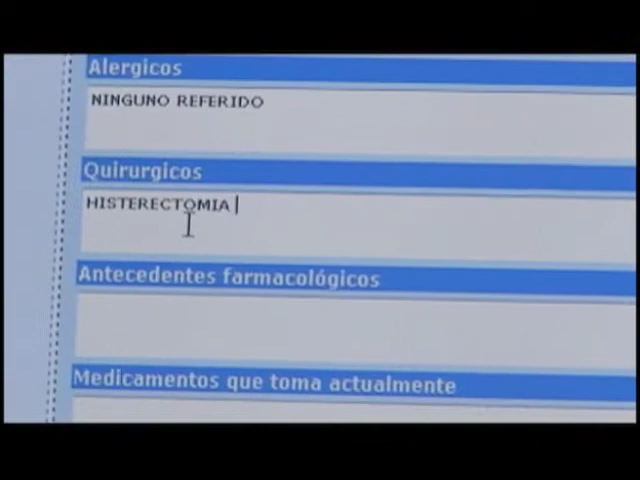 Alergicos
NINGUNO REFERIDO
Quirurgicos
HISTERECTOMIA
Antecedentes farmacológicos
Medicamentos que toma actualmente